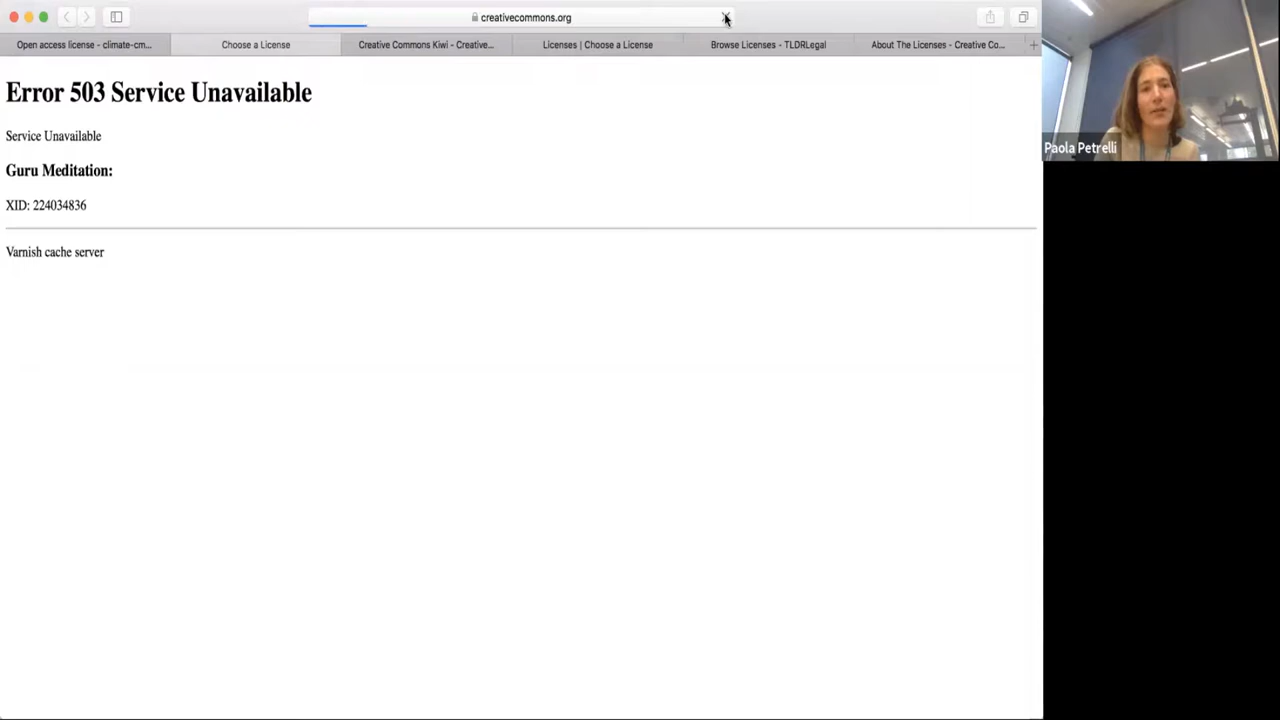 creativecommons.org
Open access license - climate-cm...
Choose a License
Creative Commons Kiwi - Creative...
Licenses | Choose a License
Browse Licenses - TLDRLegal
About The Licenses - Creative Co...
Error 503 Service Unavailable
Service Unavailable
Guru Meditation:
XID: 224034836
Varnish cache server
Paola Petrelli